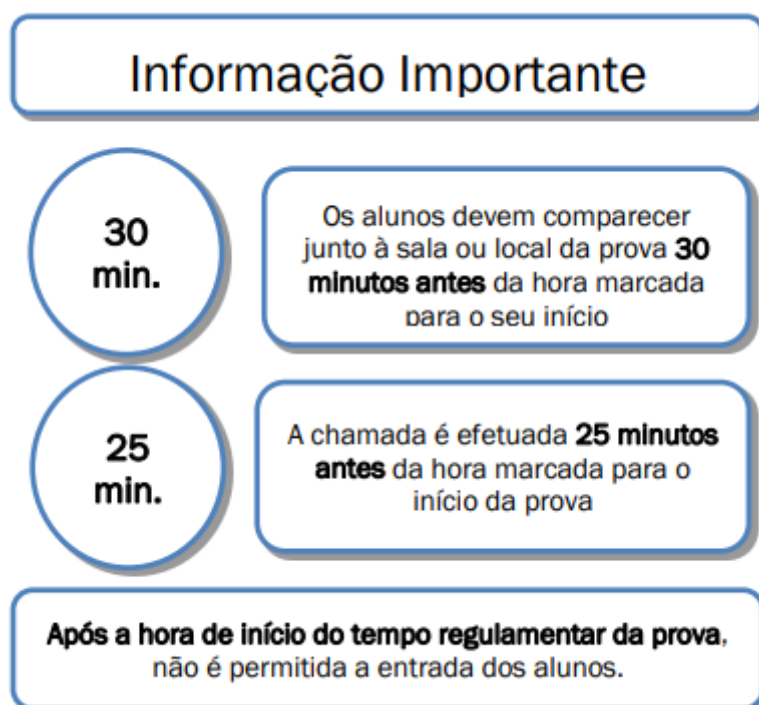 Informação Importante
30
min.
Os alunos devem comparecer
junto à sala ou local da prova 30
minutos antes da hora marcada
para o seu início
25
min.
A chamada é efetuada 25 minutos
antes da hora marcada para o
início da prova
Após a hora de início do tempo regulamentar da prova,
não é permitida a entrada dos alunos.